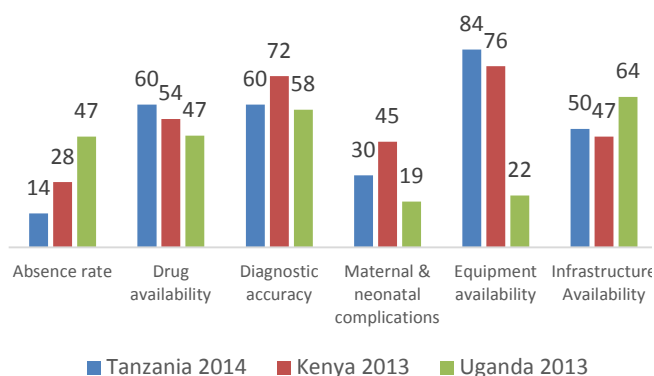 84
76
72
64
60
60
58
54
50
47
47
47
45
30
28
22
19
14
Absence rate
Drug
availability
Diagnostic
accuracy
Maternal &
neonatal
complications
Equipment
availability
Infrastructure
Availability
Tanzania 2014
Kenya 2013
Uganda 2013